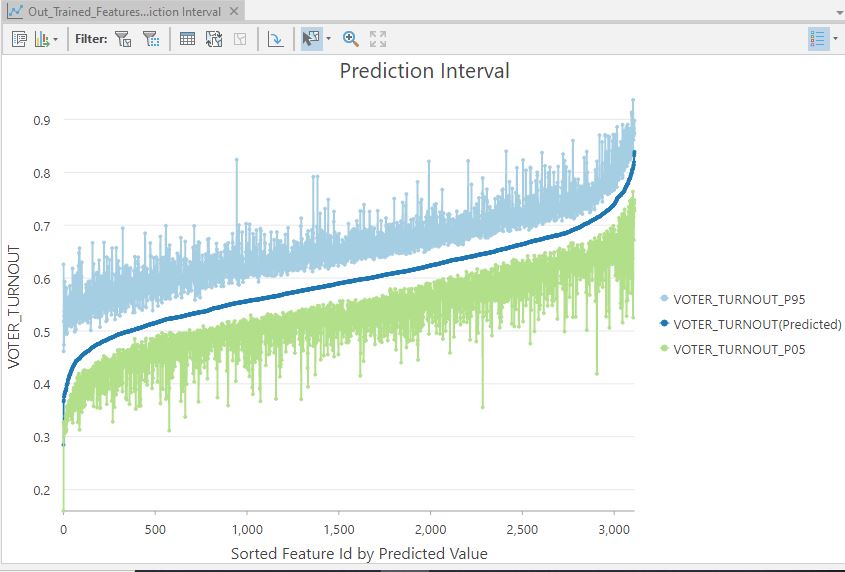 Out_Trained_Features...iction Interval
Filter:
Prediction Interval
0.9
0.8
0.7
0.6
0.5
0.4
0.3
0.2
VOTER_TURNOUT
0 500 1,000 1,500 2,000 2,500 3,000
Sorted Feature Id by Predicted Value
VOTER_TURNOUT_P95
VOTER_TURNOUT(Predicted)
VOTER_TURNOUT_P05